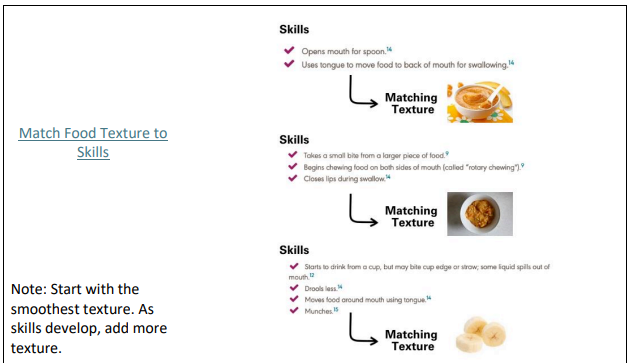 Match Food Texture to
Skills
Note: Start with the
smoothest texture. As
skills develop, add more
texture.
Skills
✔ Opens mouth for spoon.14
✔ Uses tongue to move food to back of mouth for swallowing.14
Matching
Texture
Skills
✔ Takes a small bite from a larger piece of food.9
✔ Begins chewing food on both sides of mouth (called "rotary chewing").9
✔ Closes lips during swallow.14
Matching
Texture
Skills
✔ Starts to drink from a cup, but may bite cup edge or straw; some liquid spills out of
mouth.12
✔ Drools less.14
✔ Moves food around mouth using tongue.14
✔ Munches.15
Matching
Texture